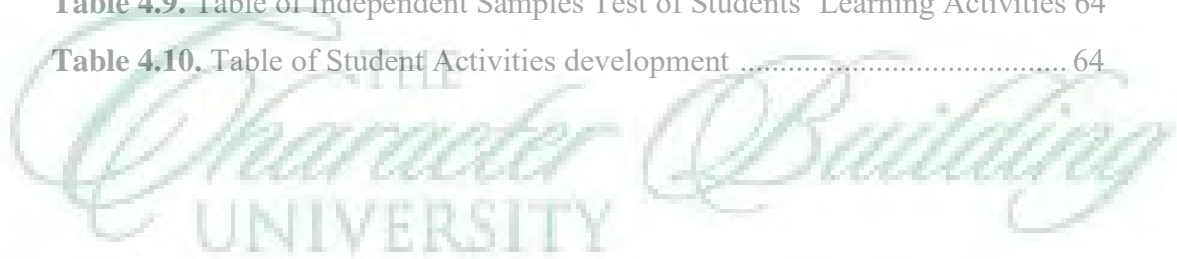 Table 4.9. Table of Independent Samples Test of Students' Learning Activities 64
Table 4.10. Table of Student Activities development .................................... 64
THE
Character Building
UNIVERSITY